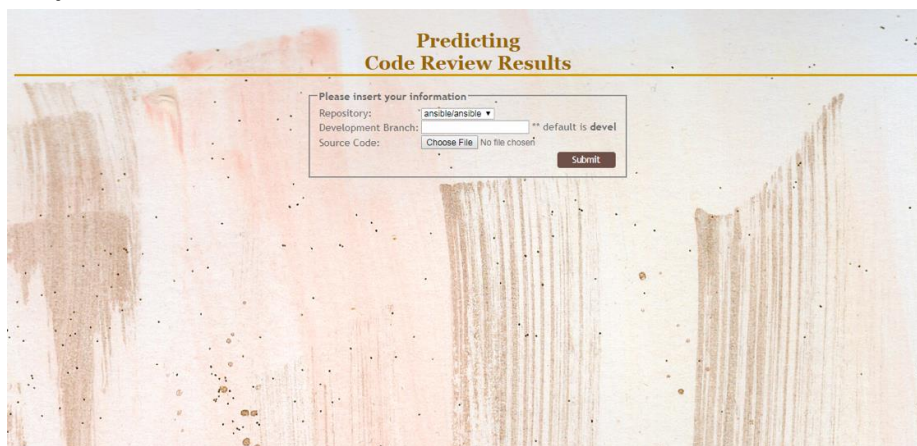 Predicting
Code Review Results
Please insert your information
Repository: ansible/ansible
Development Branch: ** default is devel
Source Code: Choose File No file chosen
Submit